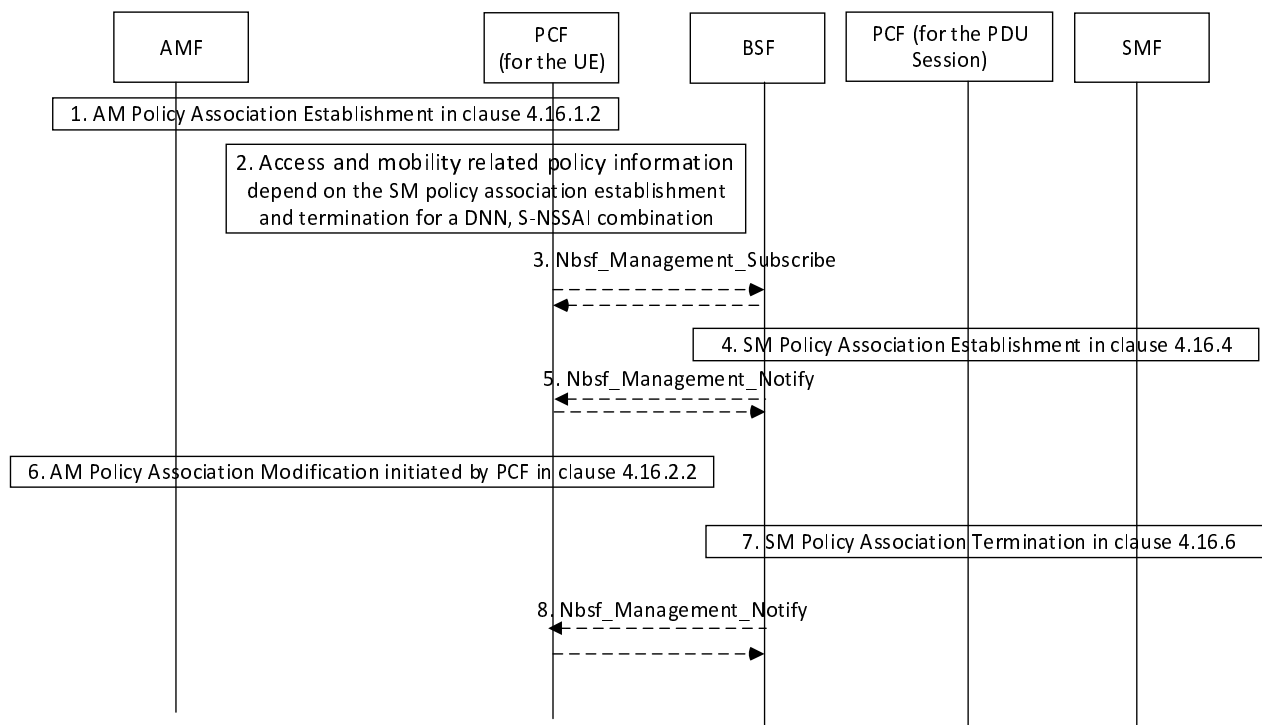 AMF
PCF
(for the UE)
BSF
PCF (for the PDU
Session)
SMF
1. AM Policy Association Establishment in clause 4.16.1.2
2. Access and mobility related policy information
depend on the SM policy association establishment
and termination for a DNN, S-NSSAI combination
3. Nbsf_Management_Subscribe
4. SM Policy Association Establishment in clause 4.16.4
5. Nbsf_Management_Notify
6. AM Policy Association Modification initiated by PCF in clause 4.16.2.2
7. SM Policy Association Termination in clause 4.16.6
8. Nbsf_Management_Notify